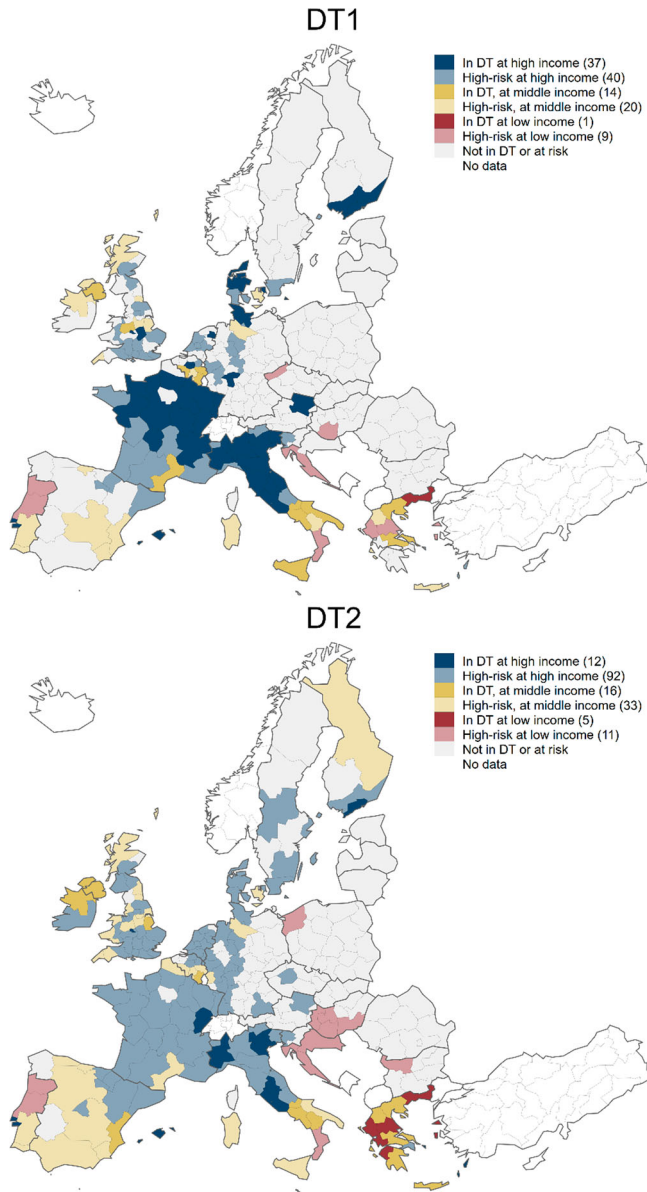 DT1
In DT at high income (37)
High-risk at high income (40)
In DT, at middle income (14)
High-risk, at middle income (20)
In DT at low income (1)
High-risk at low income (9)
Not in DT or at risk
No data
DT2
In DT at high income (12)
High-risk at high income (92)
In DT, at middle income (16)
High-risk, at middle income (33)
In DT at low income (5)
High-risk at low income (11)
Not in DT or at risk
No data